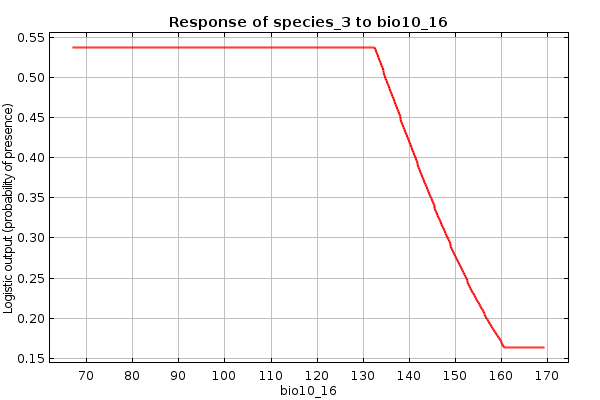 Response of species_3 to bio10_16
Logistic output (probability of presence)
0.55
0.50
0.45
0.40
0.35
0.30
0.25
0.20
0.15
70 80 90 100 110 120 130 140 150 160 170
bio10_16